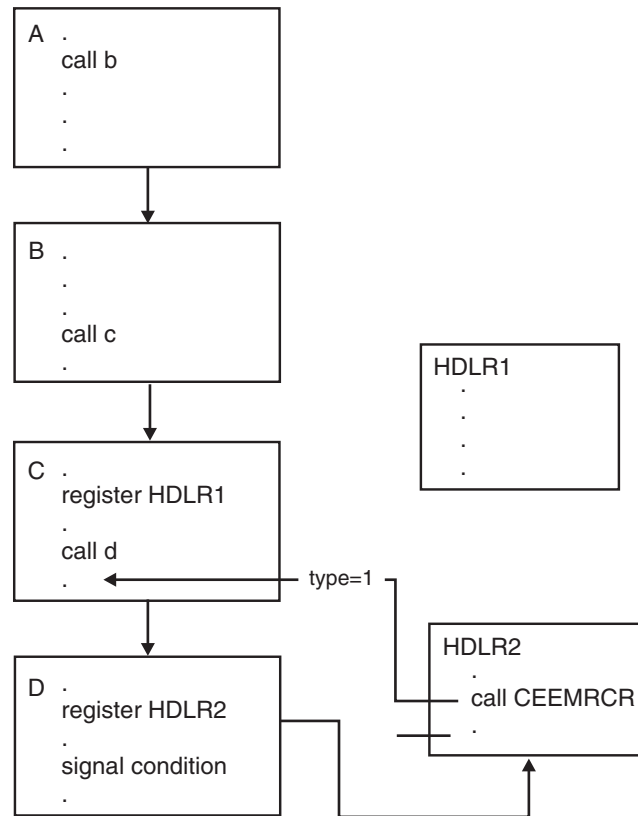 A .
call b
.
.
.
B .
.
.
call c
.
HDLR1
.
.
.
.
C .
register HDLR1
.
call d
.
type=1
HDLR2
.
call CEEMRCR
.
D .
register HDLR2
.
signal condition
.